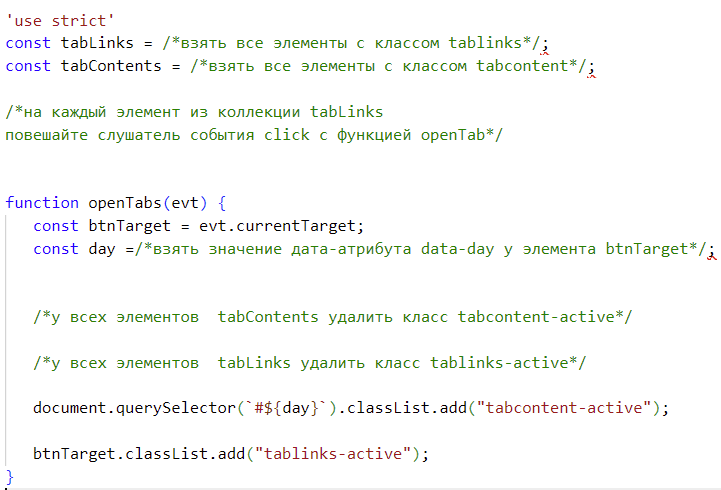 'use strict'
const tabLinks = /*взять все элементы с классом tablinks*/;
const tabContents = /*взять все элементы с классом tabcontent*/;
/*на каждый элемент из коллекции tabLinks
повешайте слушатель события click с функцией openTab*/
function openTabs(evt) {
const btnTarget = evt.currentTarget;
const day =/*взять значение дата-атрибута data-day у элемента btnTarget*/;
/*у всех элементов  tabContents удалить класс tabcontent-active*/
/*у всех элементов  tabLinks удалить класс tablinks-active*/
document.querySelector(`#${day}`).classList.add("tabcontent-active");
btnTarget.classList.add("tablinks-active");
}